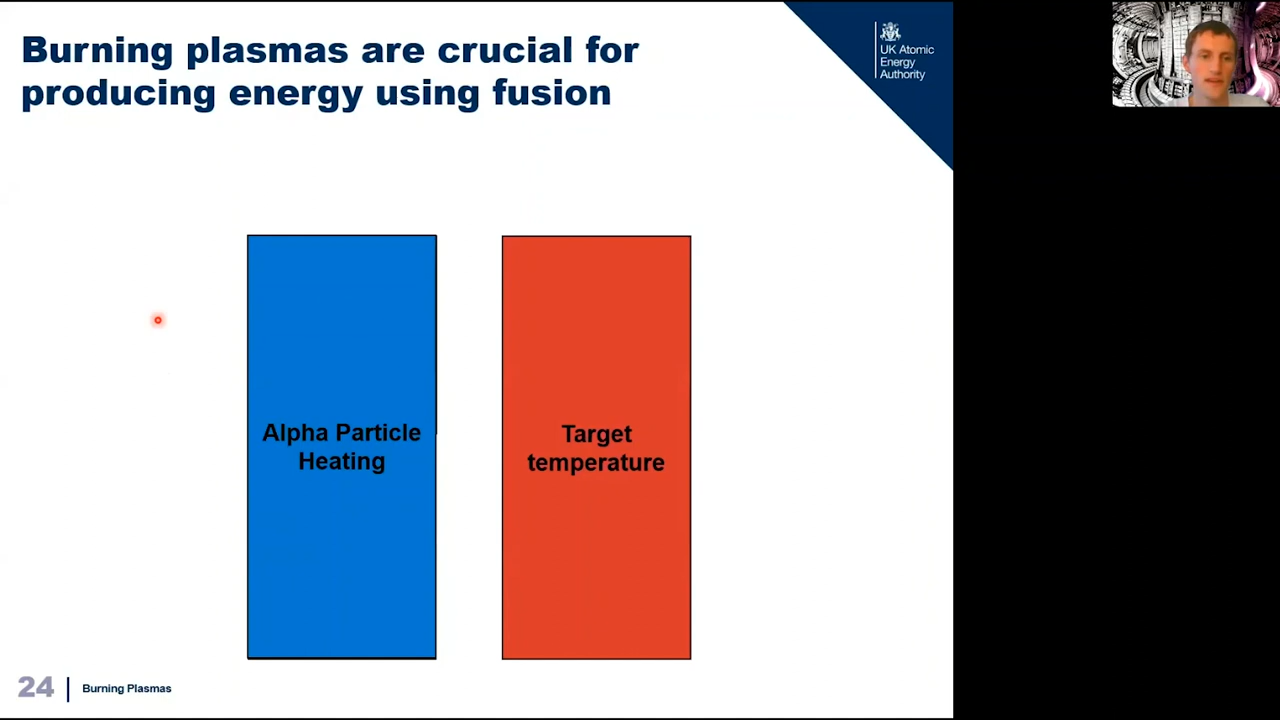 Burning plasmas are crucial for
producing energy using fusion
UK Atomic
Energy
Authority
Alpha Particle
Heating
Target
temperature
24
Burning Plasmas